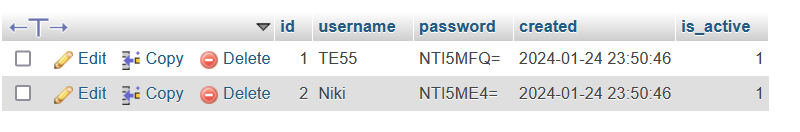 id username password created is_active
Edit Copy Delete 1 TE55 NTI5MFQ= 2024-01-24 23:50:46 1
Edit Copy Delete 2 Niki NTI5ME4= 2024-01-24 23:50:46 1